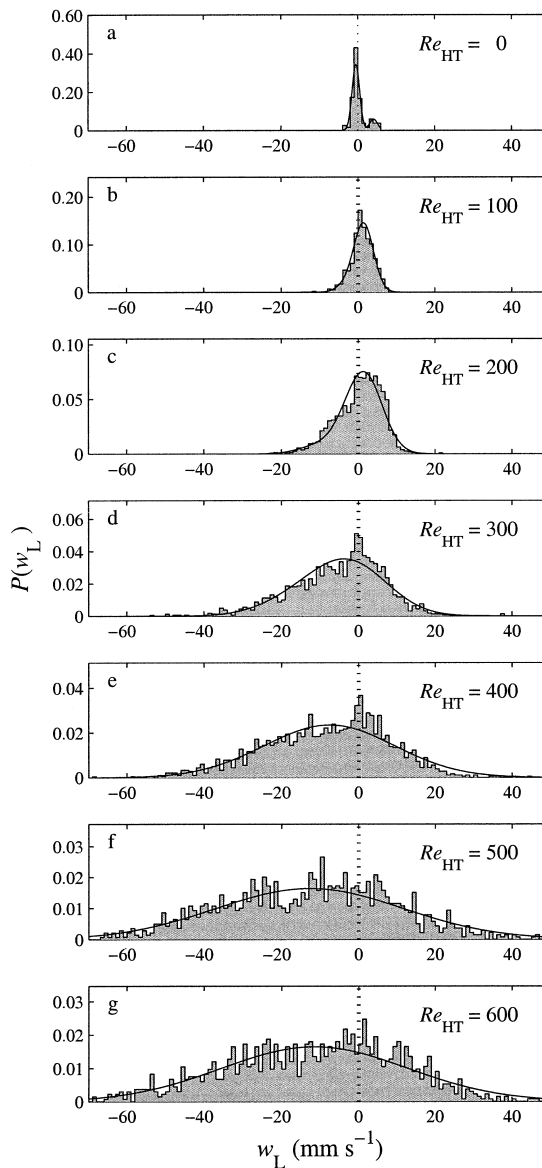 0.60
a
Re_HT = 0
0.40
0.20
0
−60 −40 −20 0 20 40
b
Re_HT = 100
0.20
0.10
0
−60 −40 −20 0 20 40
0.10
c
Re_HT = 200
0.05
0
−60 −40 −20 0 20 40
0.06
d
Re_HT = 300
0.04
0.02
0
−60 −40 −20 0 20 40
P(w_L)
e
Re_HT = 400
0.04
0.02
0
−60 −40 −20 0 20 40
0.03
f
Re_HT = 500
0.02
0.01
0
−60 −40 −20 0 20 40
0.03
g
Re_HT = 600
0.02
0.01
0
−60 −40 −20 0 20 40
w_L (mm s⁻¹)